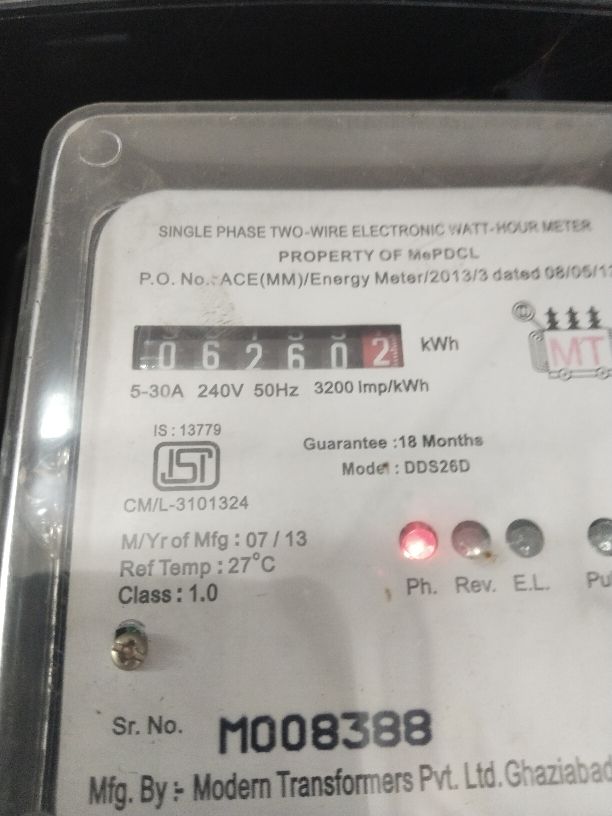 SINGLE PHASE TWO-WIRE ELECTRONIC WATT-HOUR METER
PROPERTY OF MePDCL
P.O. No.:-ACE(MM)/Energy Meter/2013/3 dated 08/05/1
0 6 2 6 0 2 kWh
5-30A 240V 50Hz 3200 Imp/kWh
MT
IS : 13779
ISI
CM/L-3101324
Guarantee :18 Months
Model : DDS26D
M/Yr of Mfg : 07 / 13
Ref Temp : 27°C
Class : 1.0
Ph. Rev. E.L. Pu
Sr. No. M008388
Mfg. By :- Modern Transformers Pvt. Ltd. Ghaziabad